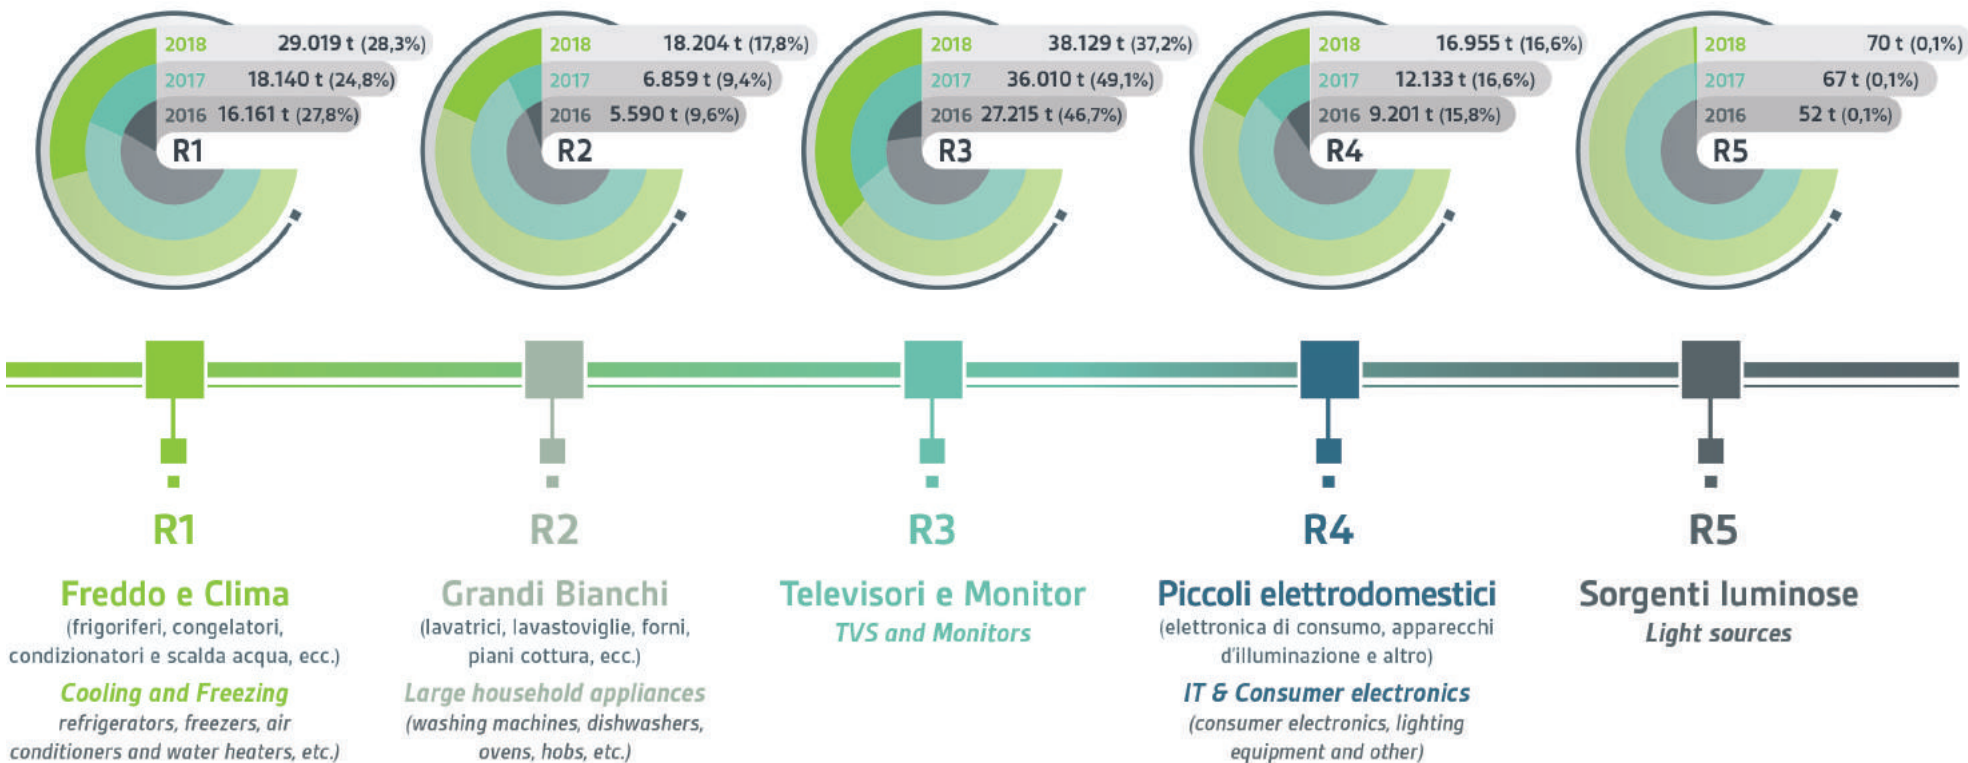 2018 29.019 t (28,3%)
2017 18.140 t (24,8%)
2016 16.161 t (27,8%)
R1
2018 18.204 t (17,8%)
2017 6.859 t (9,4%)
2016 5.590 t (9,6%)
R2
2018 38.129 t (37,2%)
2017 36.010 t (49,1%)
2016 27.215 t (46,7%)
R3
2018 16.955 t (16,6%)
2017 12.133 t (16,6%)
2016 9.201 t (15,8%)
R4
2018 70 t (0,1%)
2017 67 t (0,1%)
2016 52 t (0,1%)
R5
R1
Freddo e Clima
(frigoriferi, congelatori,
condizionatori e scalda acqua, ecc.)
Cooling and Freezing
refrigerators, freezers, air
conditioners and water heaters, etc.)
R2
Grandi Bianchi
(lavatrici, lavastoviglie, forni,
piani cottura, ecc.)
Large household appliances
(washing machines, dishwashers,
ovens, hobs, etc.)
R3
Televisori e Monitor
TVS and Monitors
R4
Piccoli elettrodomestici
(elettronica di consumo, apparecchi
d'illuminazione e altro)
IT & Consumer electronics
(consumer electronics, lighting
equipment and other)
R5
Sorgenti luminose
Light sources